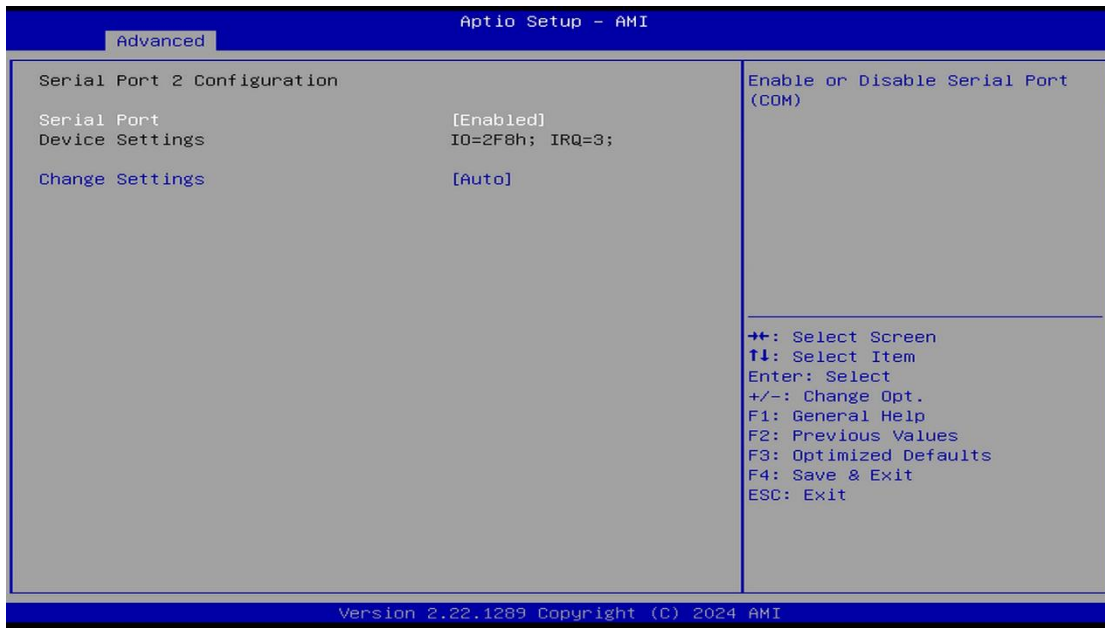 Aptio Setup – AMI
Advanced
Serial Port 2 Configuration
Serial Port [Enabled]
Device Settings IO=2F8h; IRQ=3;
Change Settings [Auto]
Enable or Disable Serial Port
(COM)
→←: Select Screen
↑↓: Select Item
Enter: Select
+/-: Change Opt.
F1: General Help
F2: Previous Values
F3: Optimized Defaults
F4: Save & Exit
ESC: Exit
Version 2.22.1289 Copyright (C) 2024 AMI